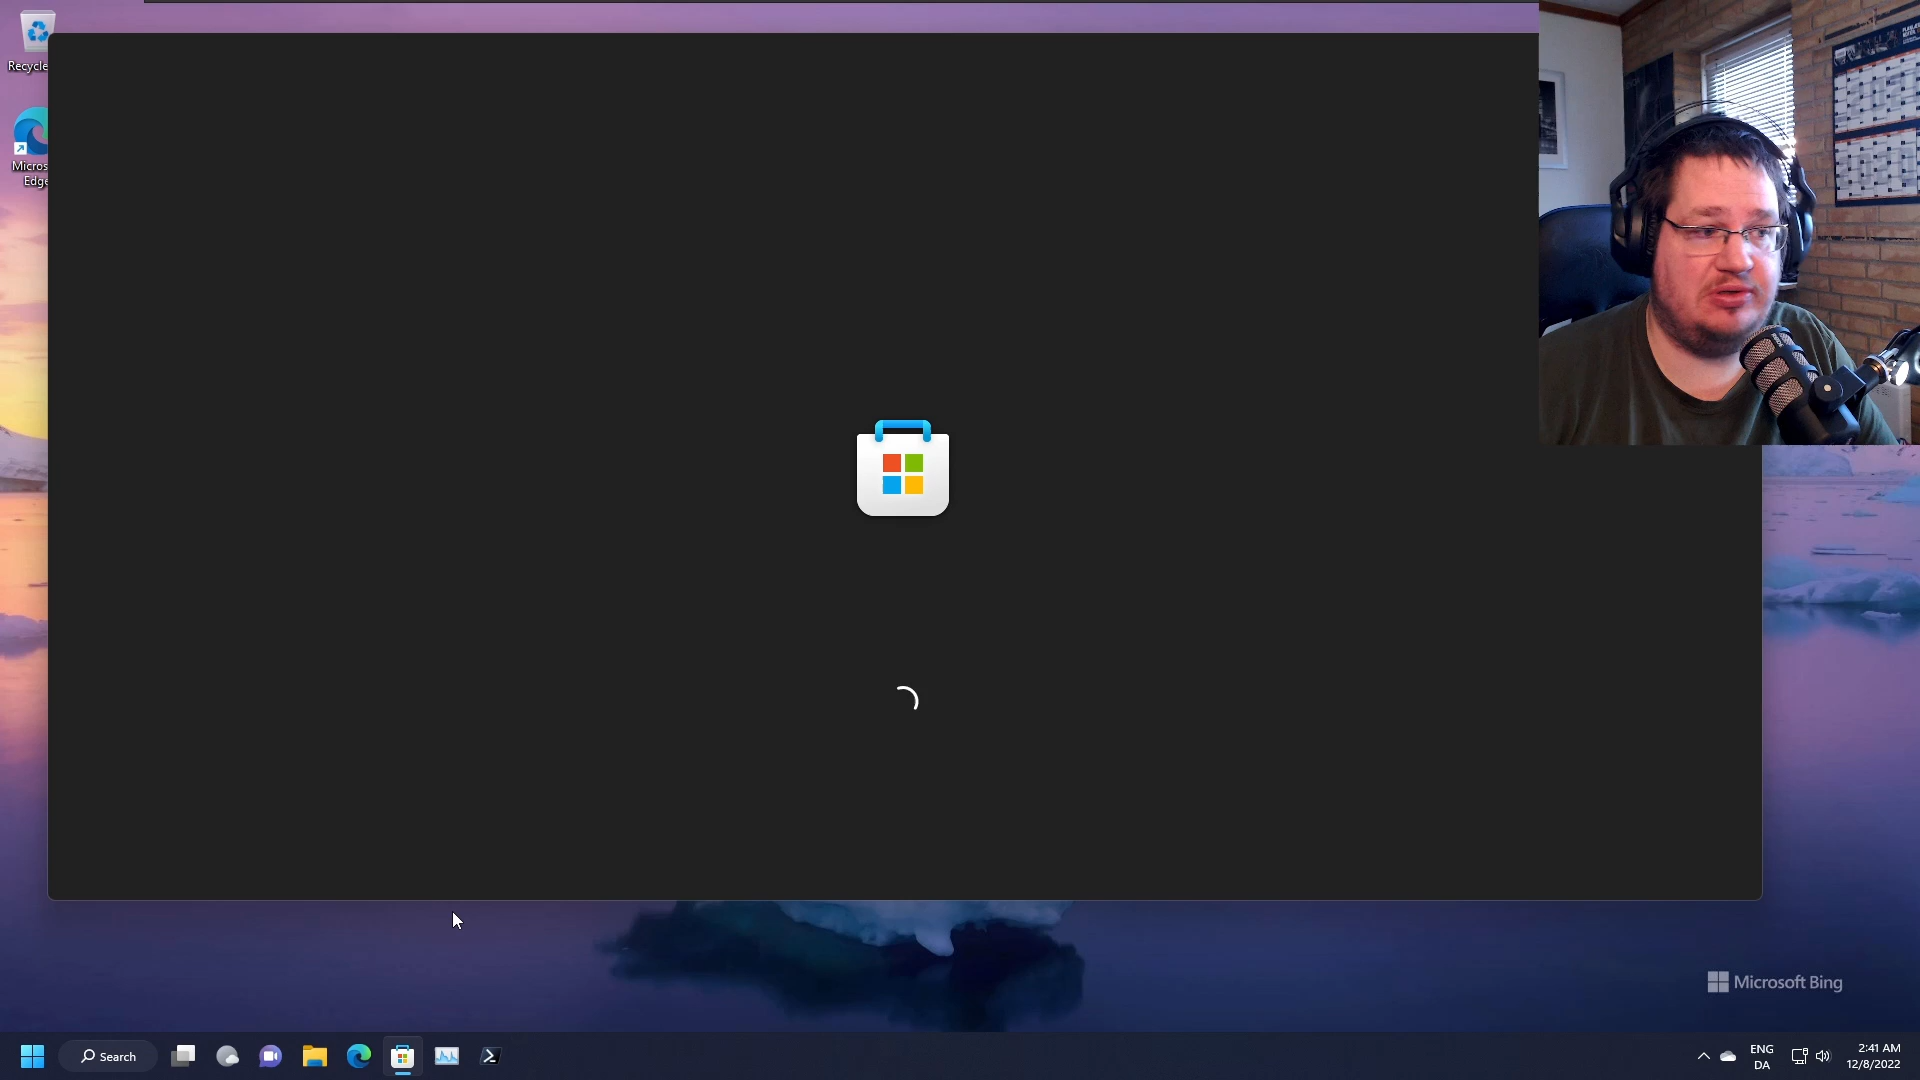 Recycle
Micros
Edge
Microsoft Bing
Search
ENG
DA
2:41 AM
12/8/2022